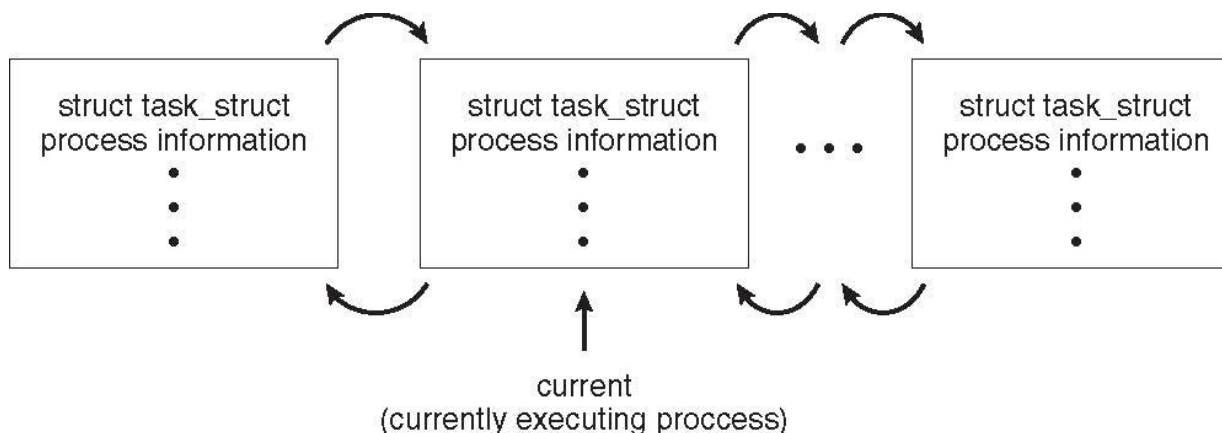 struct task_struct
process information
struct task_struct
process information
struct task_struct
process information
current
(currently executing proccess)